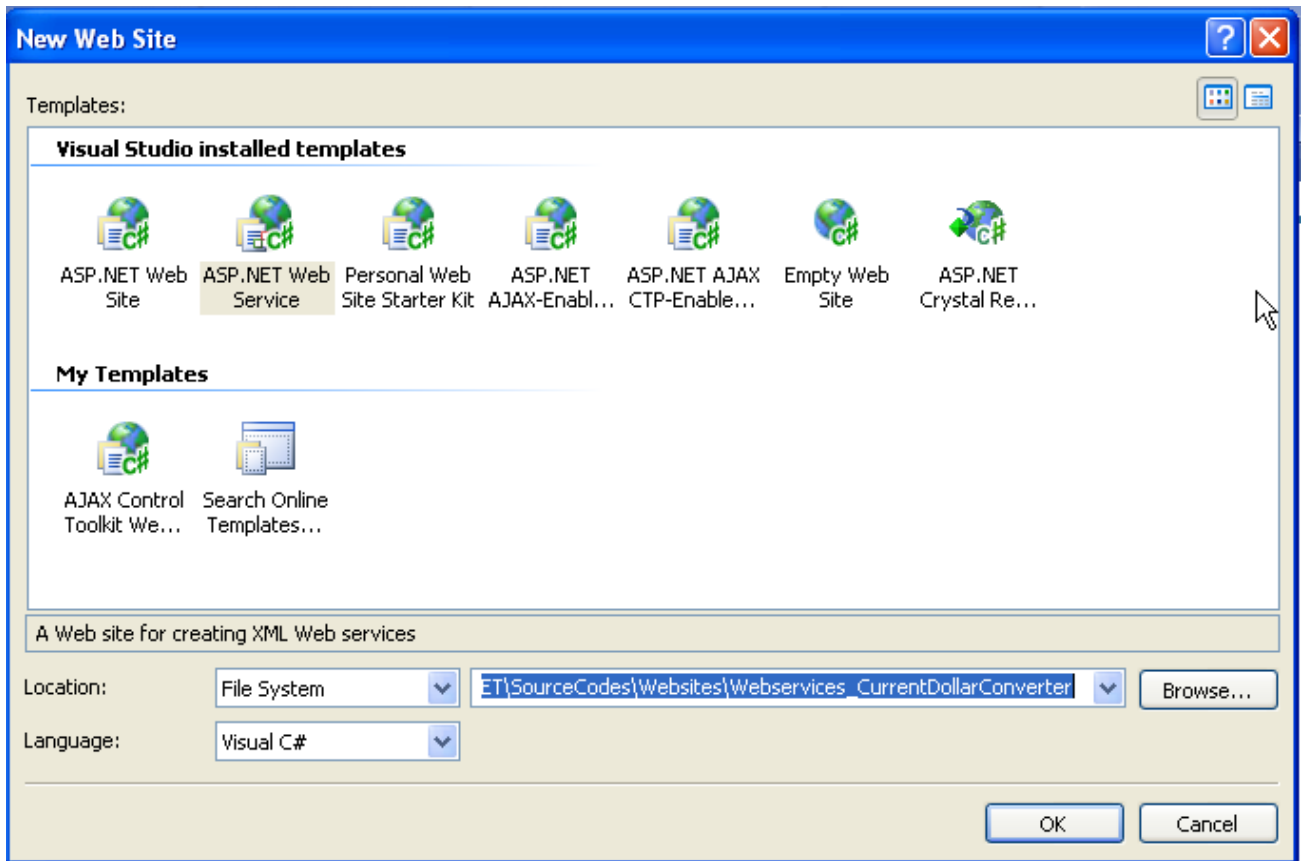 New Web Site
Templates:
Visual Studio installed templates
ASP.NET Web Site
ASP.NET Web Service
Personal Web Site Starter Kit
ASP.NET AJAX-Enabl...
ASP.NET AJAX CTP-Enable...
Empty Web Site
ASP.NET Crystal Re...
My Templates
AJAX Control Toolkit We...
Search Online Templates...
A Web site for creating XML Web services
Location:
File System
ET\SourceCodes\Websites\Webservices_CurrentDollarConverter
Browse...
Language:
Visual C#
OK
Cancel